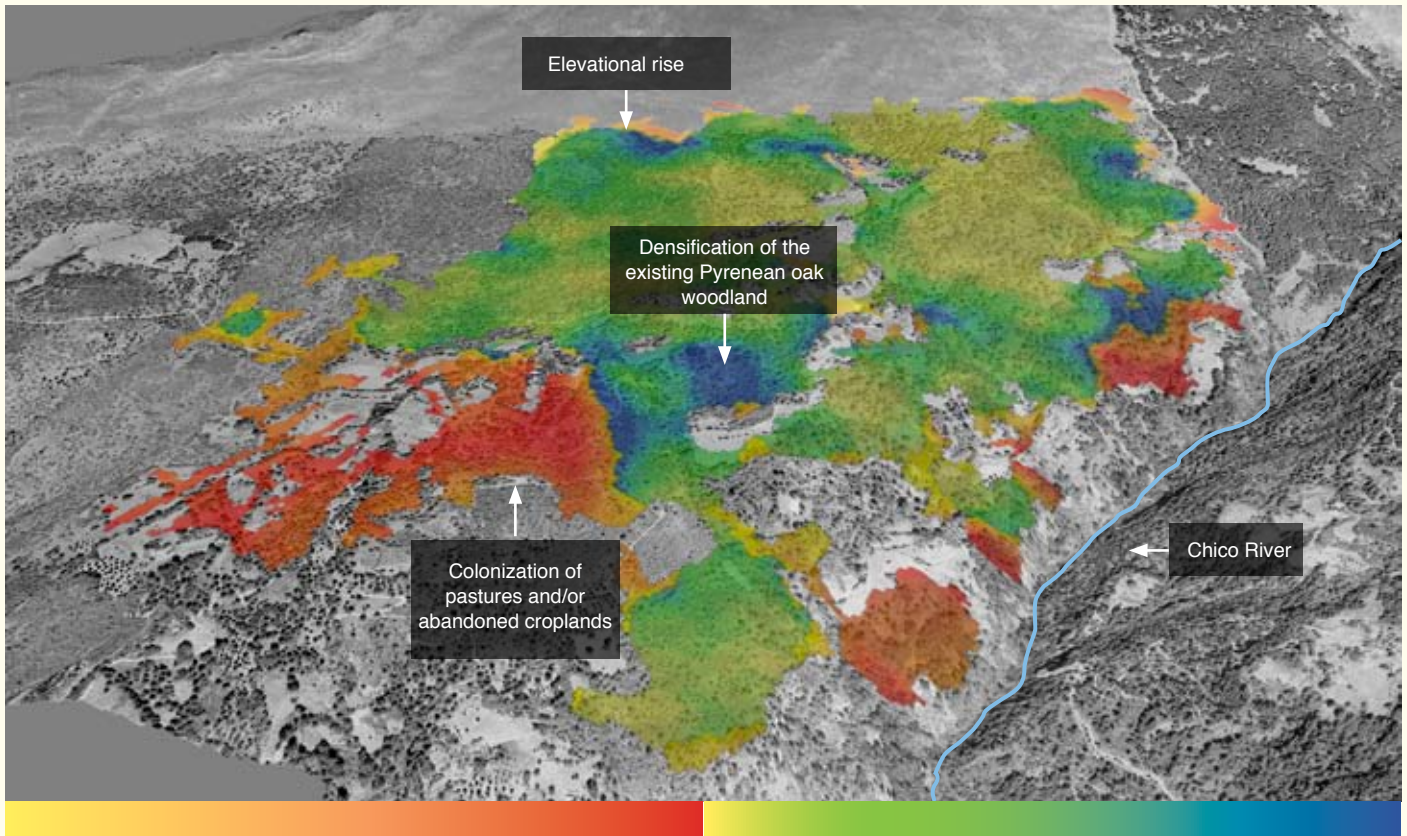 Elevational rise
Densification of the
existing Pyrenean oak
woodland
Colonization of
pastures and/or
abandoned croplands
Chico River